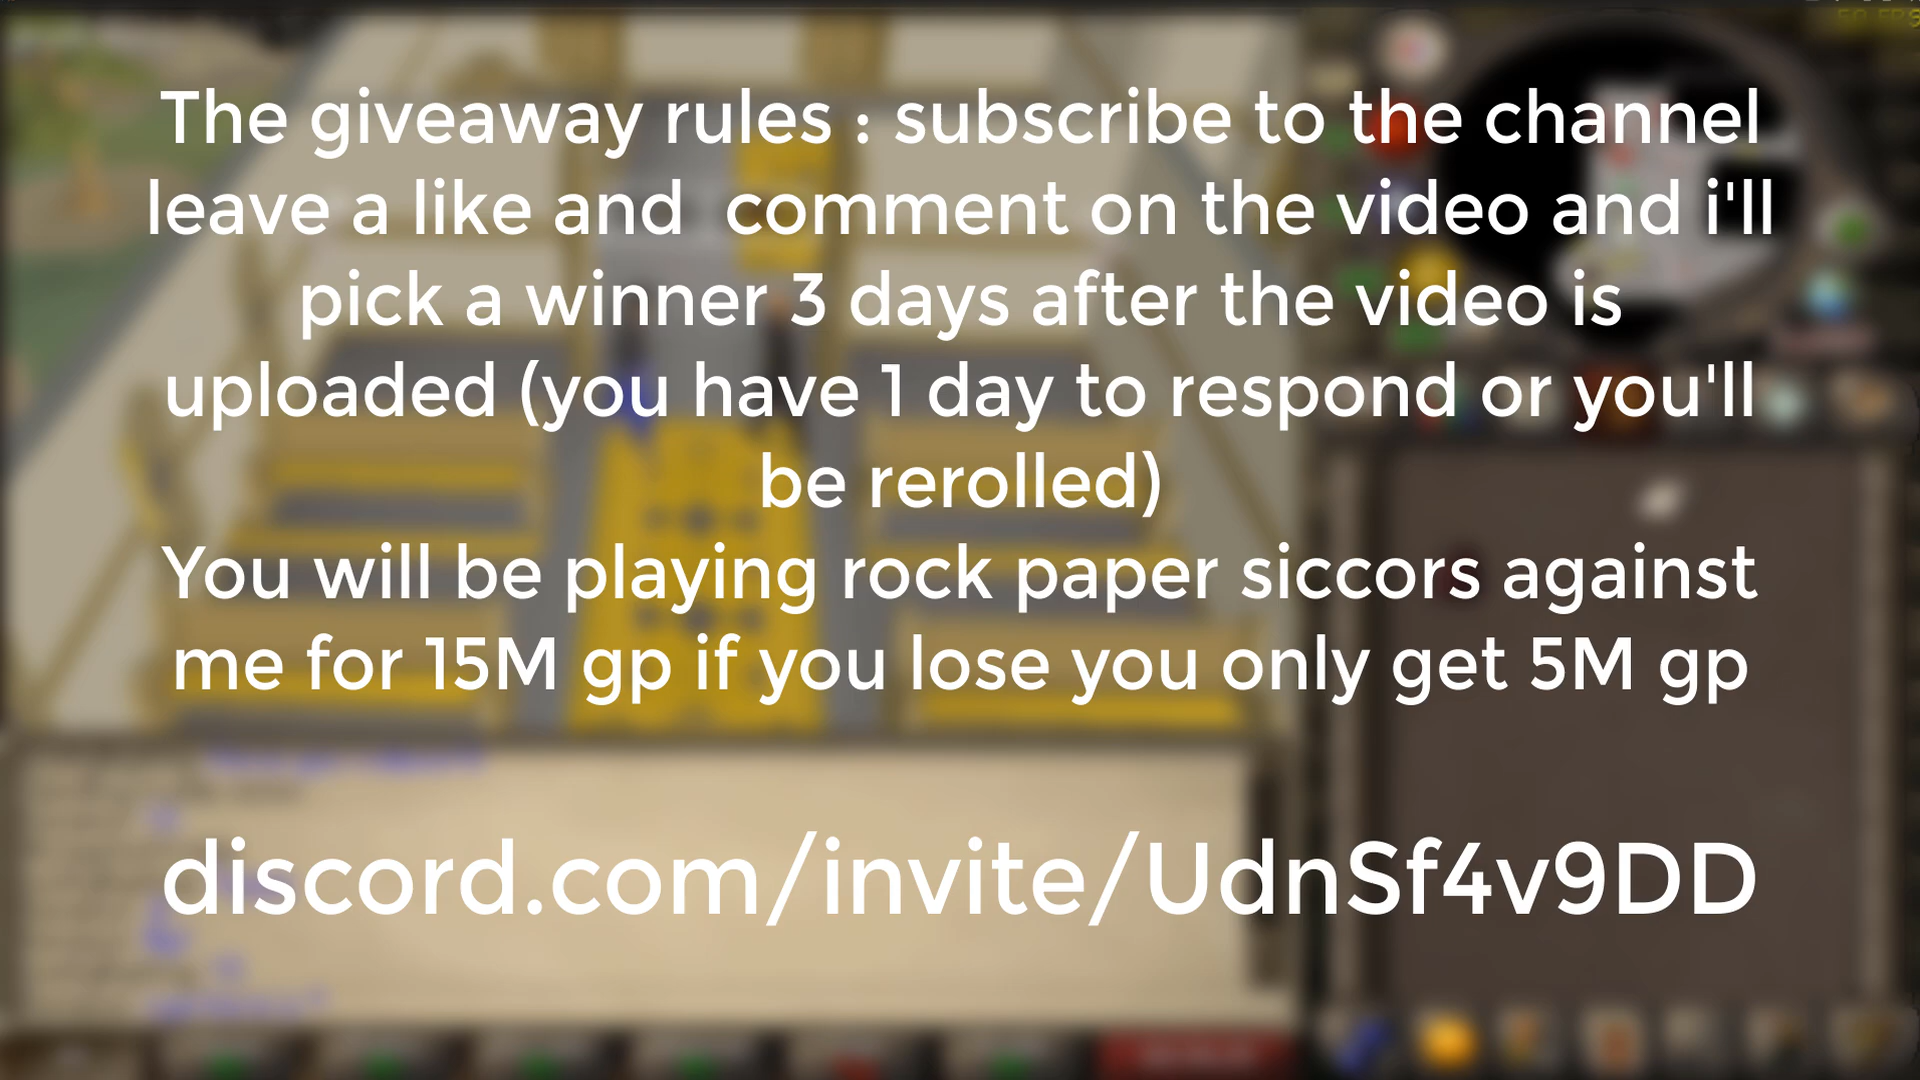 The giveaway rules : subscribe to the channel
leave a like and  comment on the video and i'll
pick a winner 3 days after the video is
uploaded (you have 1 day to respond or you'll
be rerolled)
You will be playing rock paper siccors against
me for 15M gp if you lose you only get 5M gp
discord.com/invite/UdnSf4v9DD